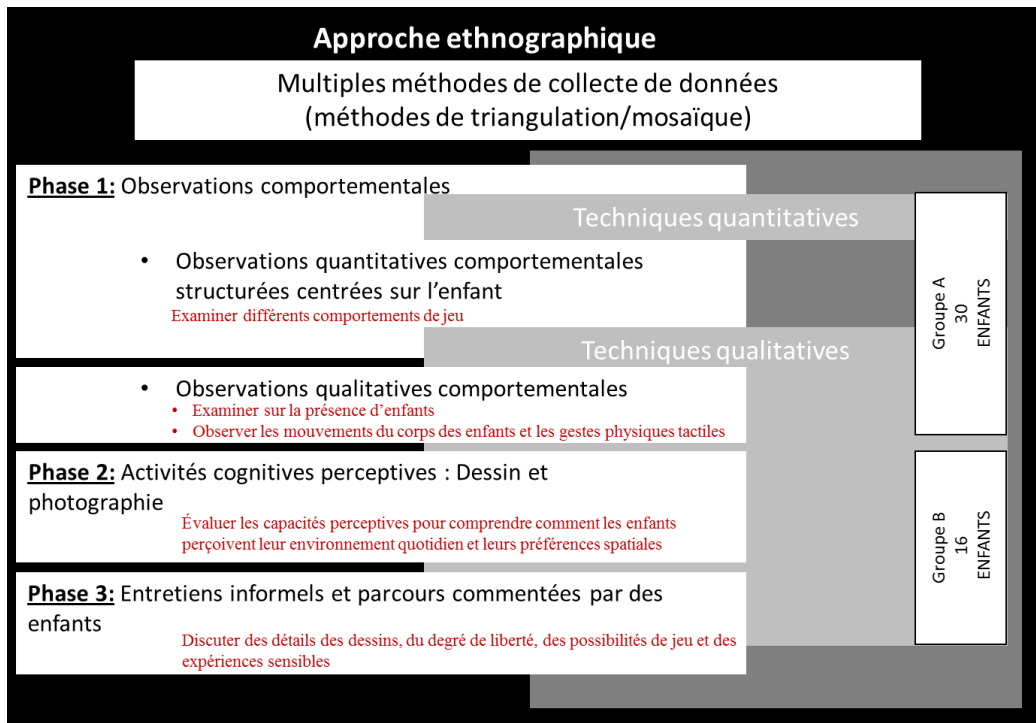 Approche ethnographique
Multiples méthodes de collecte de données
(méthodes de triangulation/mosaïque)
Phase 1: Observations comportementales
Techniques quantitatives
• Observations quantitatives comportementales
structurées centrées sur l'enfant
Examiner différents comportements de jeu
Techniques qualitatives
• Observations qualitatives comportementales
• Examiner sur la présence d'enfants
• Observer les mouvements du corps des enfants et les gestes physiques tactiles
Groupe A
30
ENFANTS
Phase 2: Activités cognitives perceptives : Dessin et
photographie
Évaluer les capacités perceptives pour comprendre comment les enfants
perçoivent leur environnement quotidien et leurs préférences spatiales
Phase 3: Entretiens informels et parcours commentées par des
enfants
Discuter des détails des dessins, du degré de liberté, des possibilités de jeu et des
expériences sensibles
Groupe B
16
ENFANTS